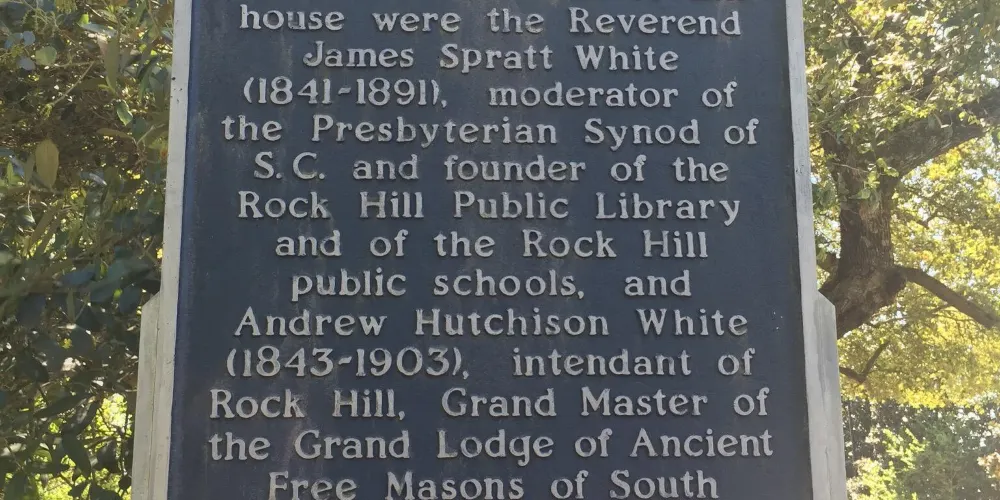 house were the Reverend
James Spratt White
(1841-1891), moderator of
the Presbyterian Synod of
S.C. and founder of the
Rock Hill Public Library
and of the Rock Hill
public schools, and
Andrew Hutchison White
(1843-1903), intendant of
Rock Hill, Grand Master of
the Grand Lodge of Ancient
Free Masons of South